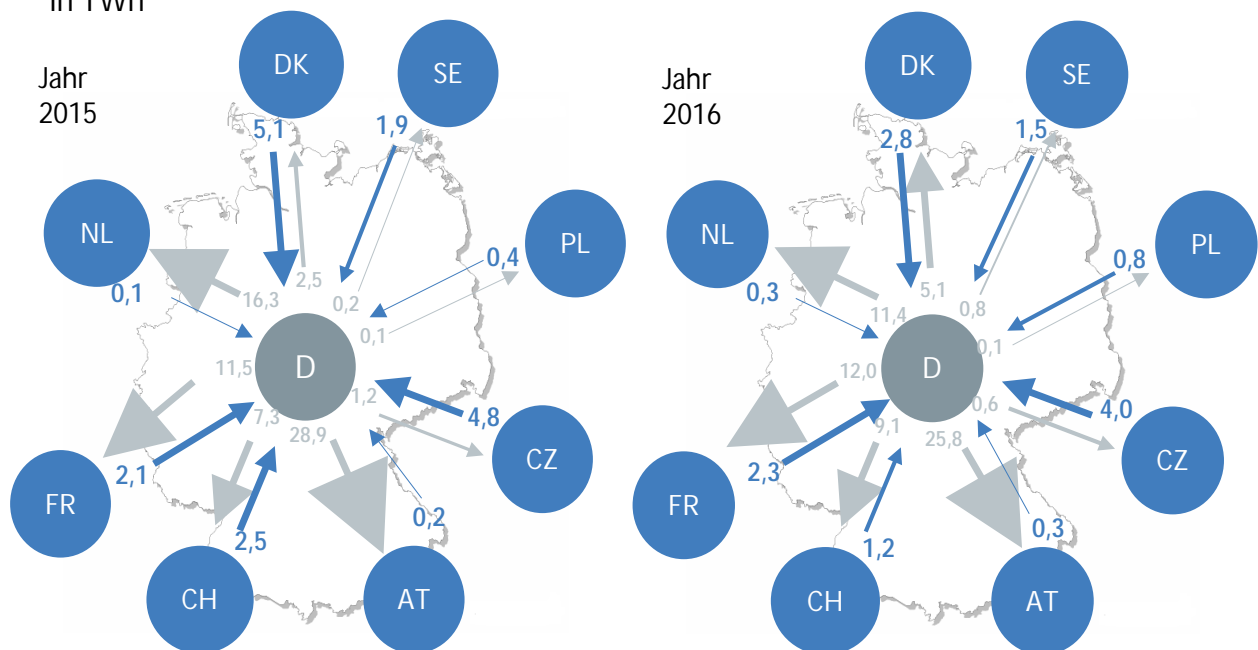 in TWh
Jahr
2015
DK
SE
5,1
1,9
NL
PL
0,4
0,1
16,3
2,5
0,2
0,1
11,5
D
1,2
7,3
28,9
4,8
CZ
2,1
FR
0,2
2,5
CH
AT
Jahr
2016
DK
SE
2,8
1,5
NL
PL
0,8
0,3
11,4
5,1
0,8
0,1
12,0
D
0,6
9,1
25,8
4,0
CZ
2,3
FR
0,3
1,2
CH
AT